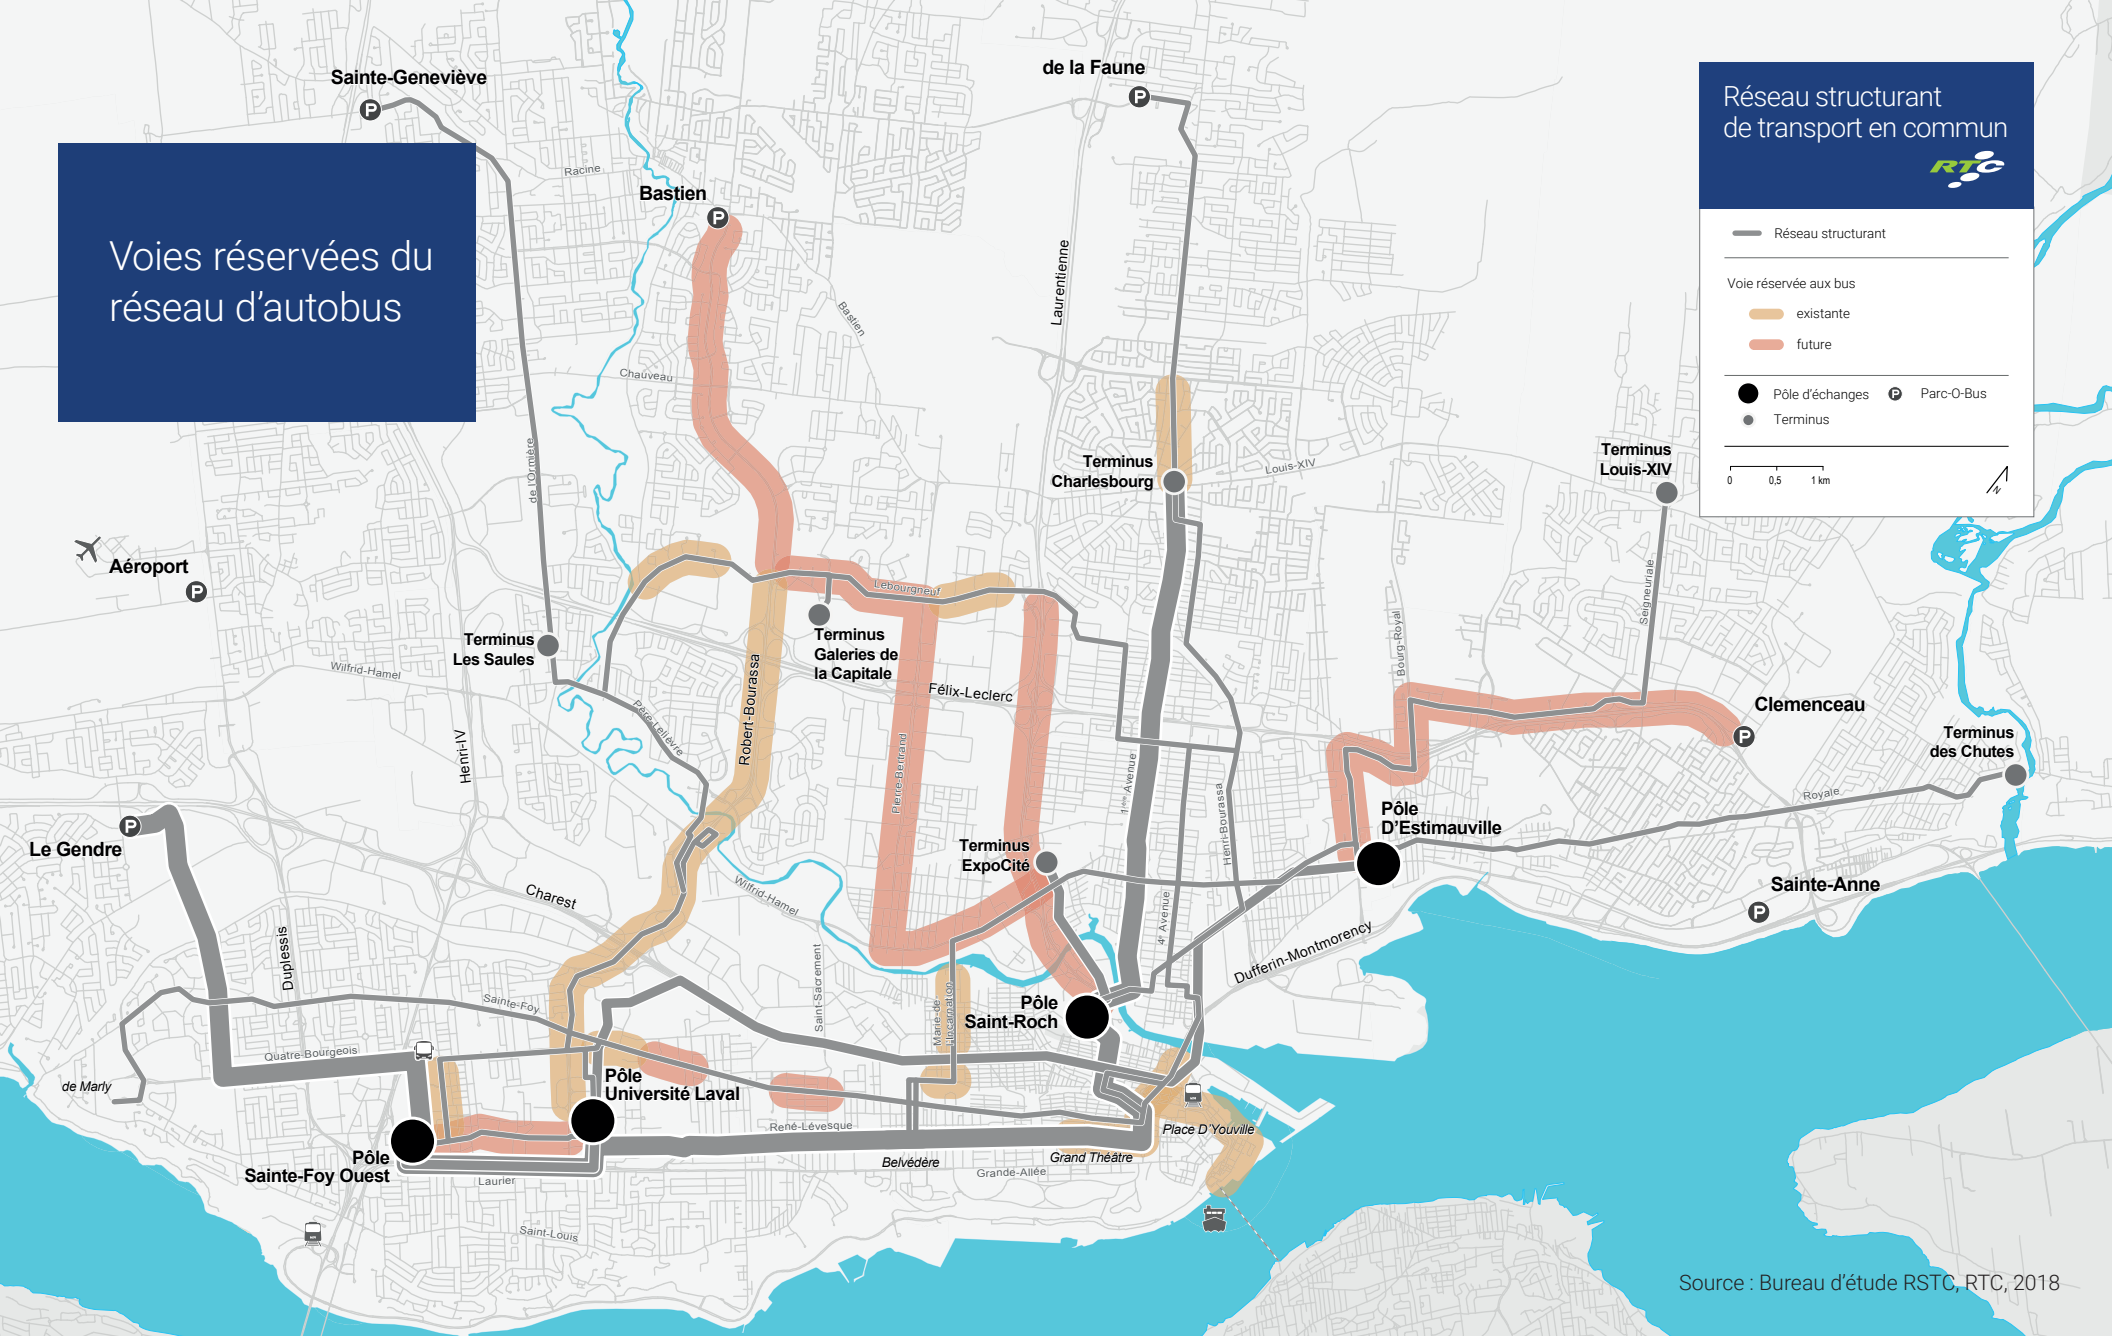 Sainte-Geneviève
de la Faune
Réseau structurant
de transport en commun
RTC
Racine
Bastien
Voies réservées du
réseau d'autobus
Réseau structurant
Voie réservée aux bus
existante
future
Pôle d'échanges
P
Parc-O-Bus
Terminus
0
0,5
1 km
N
Laurentienne
Bastien
Chauveau
de l'Ormière
Terminus
Charlesbourg
Louis-XIV
Terminus
Louis-XIV
Aéroport
Lebourgneuf
Seigneuriale
Bourg-Royal
Terminus
Les Saules
Terminus
Galeries de
la Capitale
Wilfrid-Hamel
Père-Lelièvre
Robert-Bourassa
Félix-Leclerc
Clemenceau
Henri-IV
Pierre-Bertrand
1ère Avenue
Henri-Bourassa
Terminus
des Chutes
Royale
Pôle
D'Estimauville
Le Gendre
Terminus
ExpoCité
Charest
Wilfrid-Hamel
Sainte-Anne
4e Avenue
Dufferin-Montmorency
Duplessis
Saint-Sacrement
Sainte-Foy
Marie-de
l'Incarnation
Pôle
Saint-Roch
Quatre-Bourgeois
de Marly
Pôle
Université Laval
René-Lévesque
Place D'Youville
Grand Théâtre
Belvédère
Grande-Allée
Pôle
Sainte-Foy Ouest
Laurier
Saint-Louis
Source : Bureau d'étude RSTC, RTC, 2018